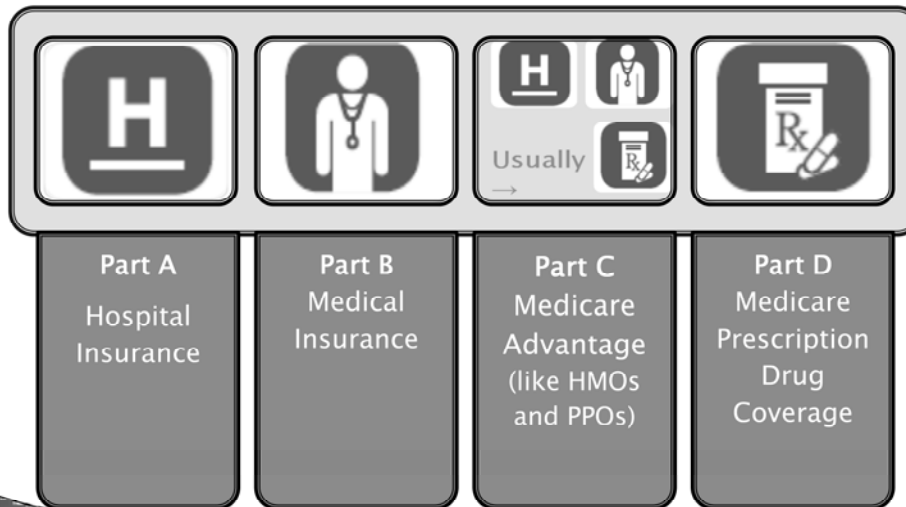 H
H
Usually
→
Rx
Rx
Part A
Hospital
Insurance
Part B
Medical
Insurance
Part C
Medicare
Advantage
(like HMOs
and PPOs)
Part D
Medicare
Prescription
Drug
Coverage